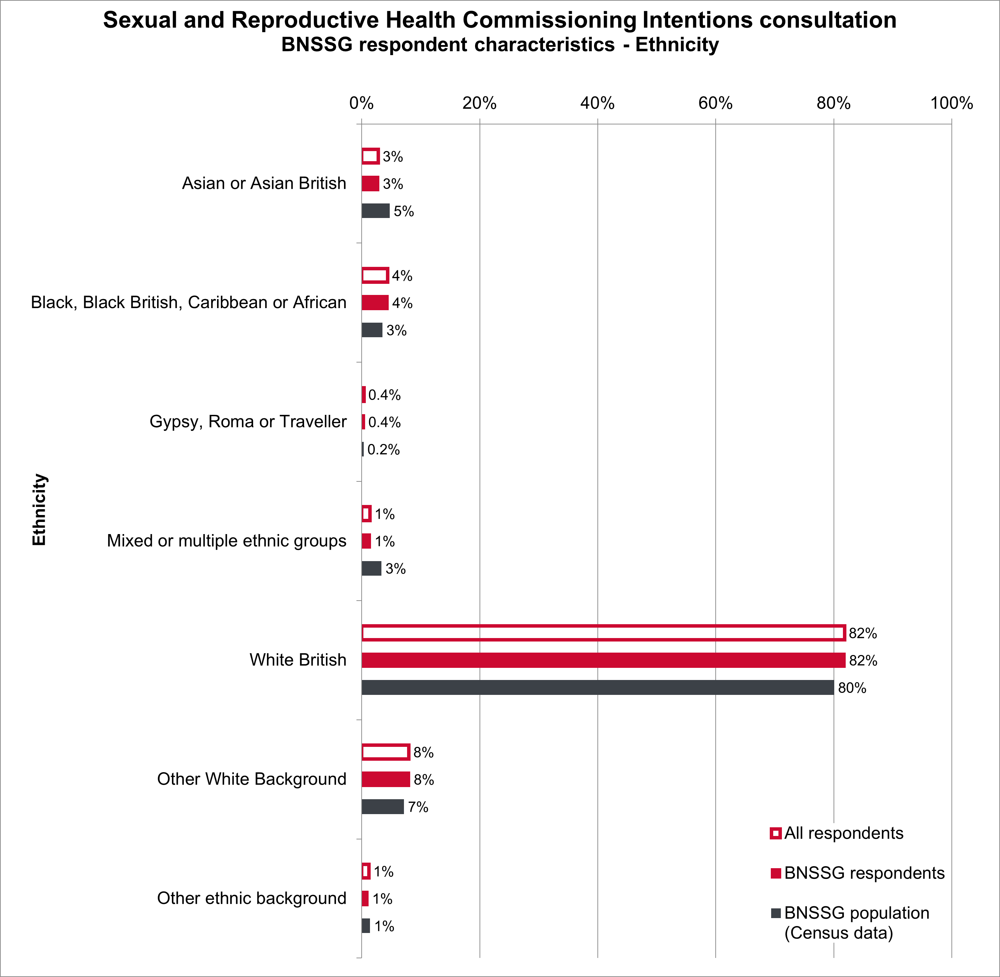 Sexual and Reproductive Health Commissioning Intentions consultation
BNSSG respondent characteristics - Ethnicity
0% 20% 40% 60% 80% 100%
Ethnicity
3%
Asian or Asian British 3%
5%
4%
Black, Black British, Caribbean or African 4%
3%
0.4%
Gypsy, Roma or Traveller 0.4%
0.2%
1%
Mixed or multiple ethnic groups 1%
3%
82%
White British 82%
80%
8%
Other White Background 8%
7%
1%
Other ethnic background 1%
1%
All respondents
BNSSG respondents
BNSSG population
(Census data)